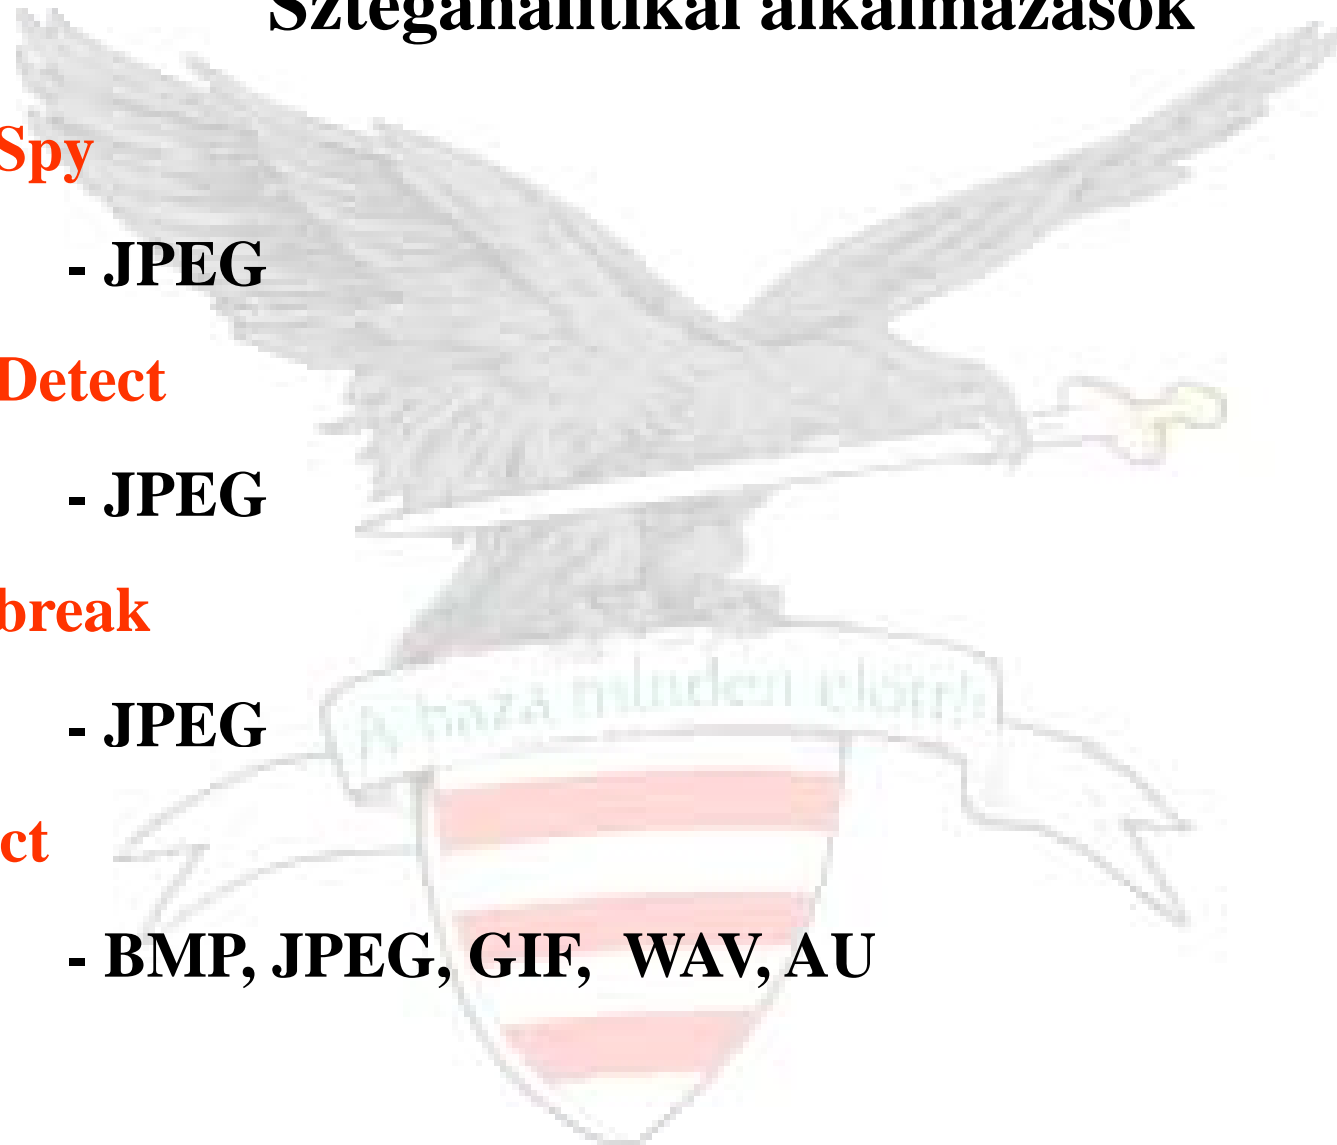 Szteganalitikai alkalmazások
Spy
- JPEG
Detect
- JPEG
break
- JPEG
ct
- BMP, JPEG, GIF, WAV, AU
A haza minden előtt!